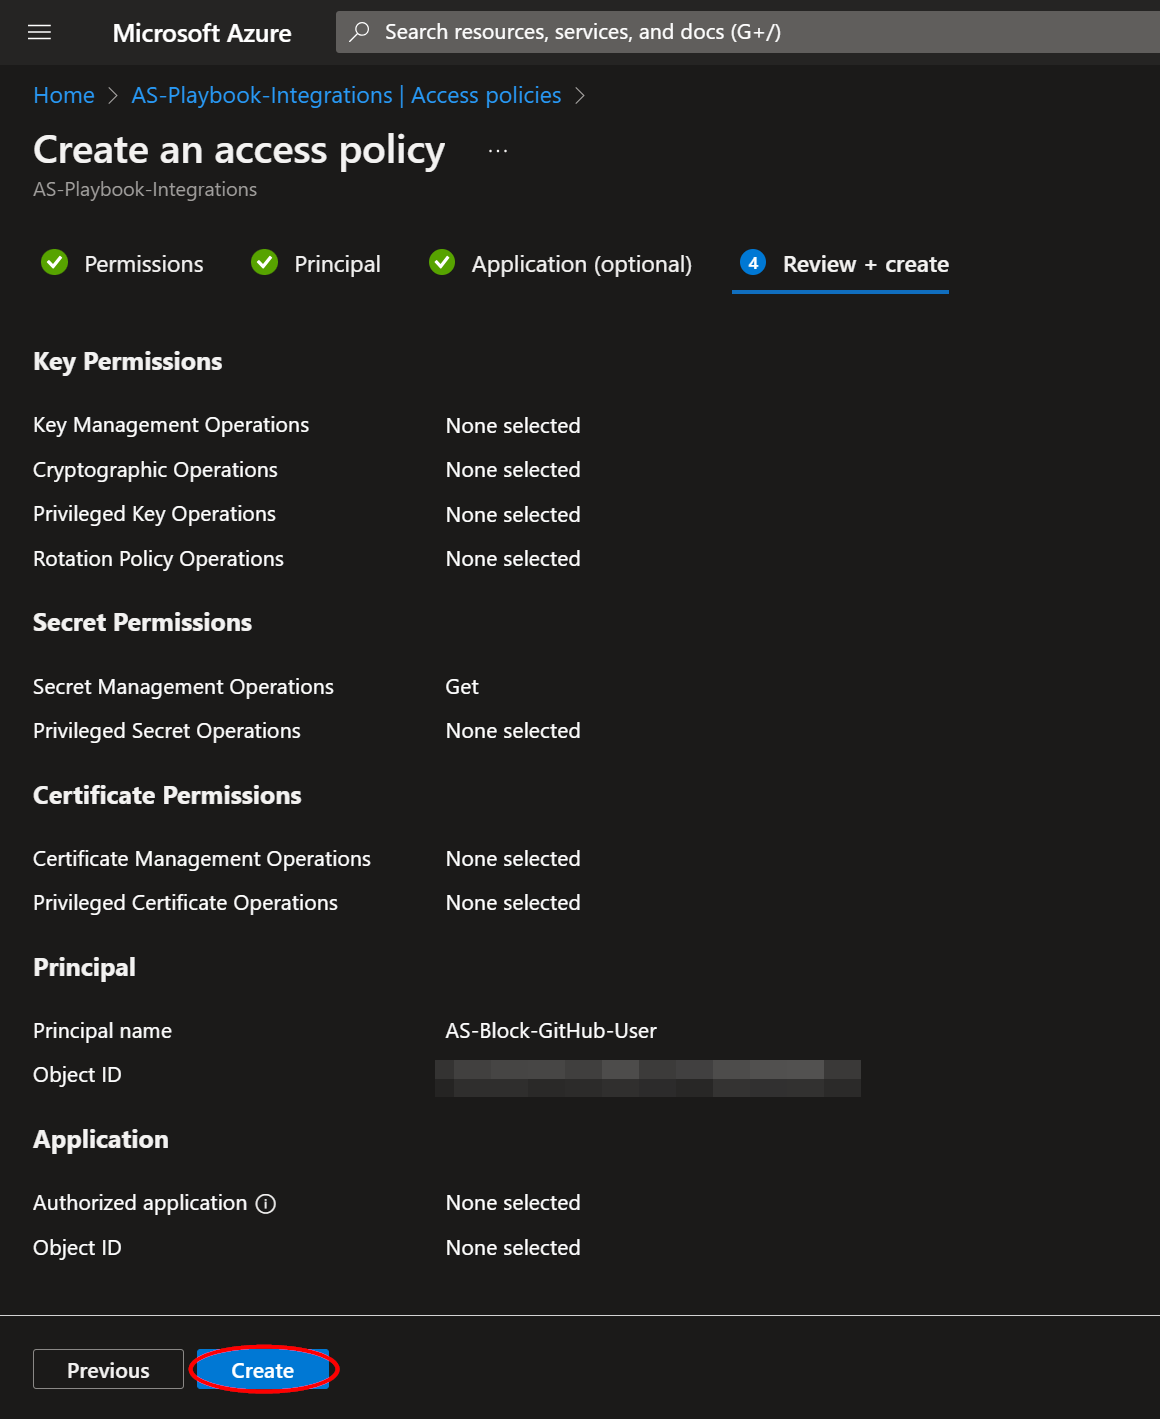 Microsoft Azure
Search resources, services, and docs (G+/)
Home > AS-Playbook-Integrations | Access policies >
Create an access policy ...
AS-Playbook-Integrations
Permissions Principal Application (optional) 4 Review + create
Key Permissions
Key Management Operations None selected
Cryptographic Operations None selected
Privileged Key Operations None selected
Rotation Policy Operations None selected
Secret Permissions
Secret Management Operations Get
Privileged Secret Operations None selected
Certificate Permissions
Certificate Management Operations None selected
Privileged Certificate Operations None selected
Principal
Principal name AS-Block-GitHub-User
Object ID
Application
Authorized application None selected
Object ID None selected
Previous Create